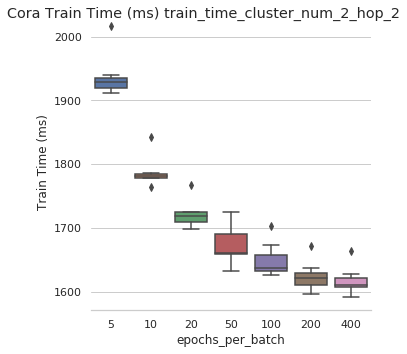 Cora Train Time (ms) train_time_cluster_num_2_hop_2
2000
1900
1800
1700
1600
Train Time (ms)
5 10 20 50 100 200 400
epochs_per_batch